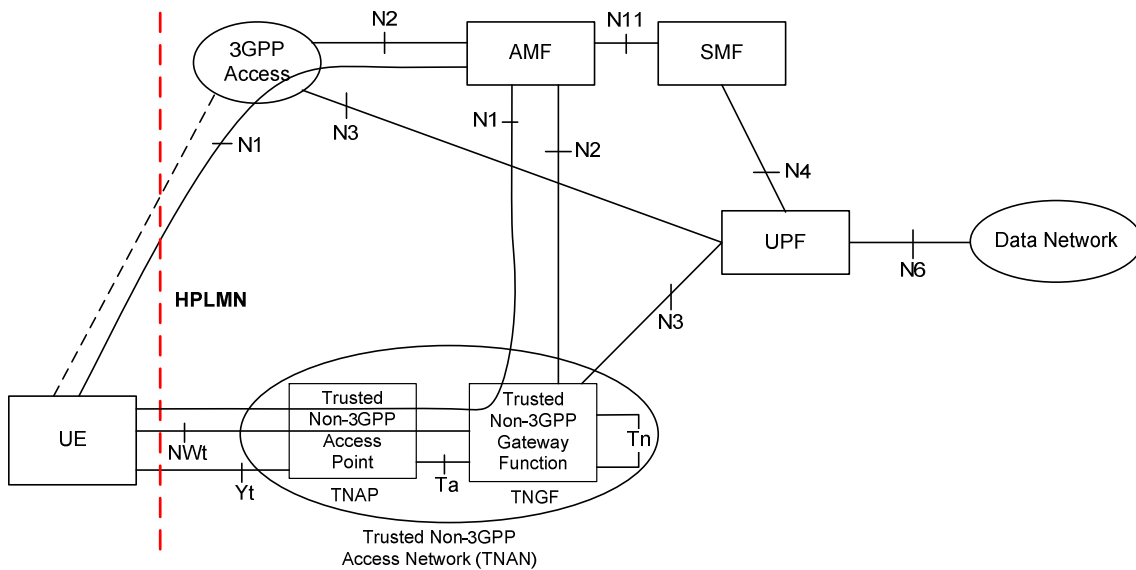 N2
N11
3GPP
Access
AMF
SMF
N1
N3
N1
N2
N4
UPF
Data Network
N6
HPLMN
N3
UE
NWt
Yt
Trusted
Non-3GPP
Access
Point
Ta
Trusted
Non-3GPP
Gateway
Function
Tn
TNAP
TNGF
Trusted Non-3GPP
Access Network (TNAN)